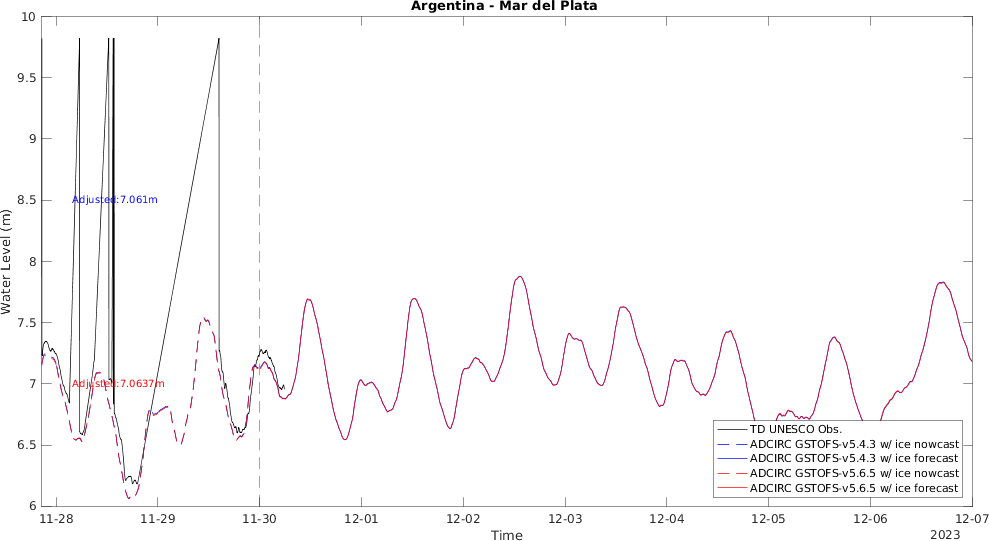 Argentina - Mar del Plata
10
9.5
9
8.5
8
7.5
7
6.5
6
Water Level (m)
Adjusted:7.061m
Adjusted:7.0637m
TD UNESCO Obs.
ADCIRC GSTOFS-v5.4.3 w/ ice nowcast
ADCIRC GSTOFS-v5.4.3 w/ ice forecast
ADCIRC GSTOFS-v5.6.5 w/ ice nowcast
ADCIRC GSTOFS-v5.6.5 w/ ice forecast
11-28 11-29 11-30 12-01 12-02 12-03 12-04 12-05 12-06 12-07
Time
2023